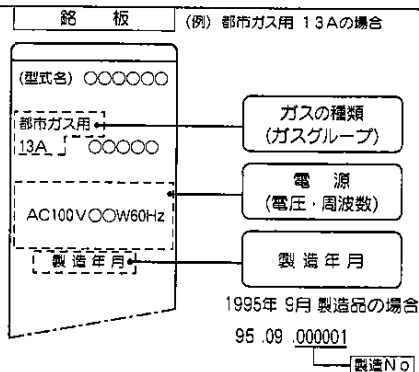 銘板
(例) 都市ガス用 13Aの場合
(型式名) ○○○○○○
都市ガス用
13A ○○○○○
AC100V○○W60Hz
製造年月
ガスの種類
(ガスグループ)
電源
(電圧・周波数)
製造年月
1995年 9月 製造品の場合
95 .09 .000001
製造No